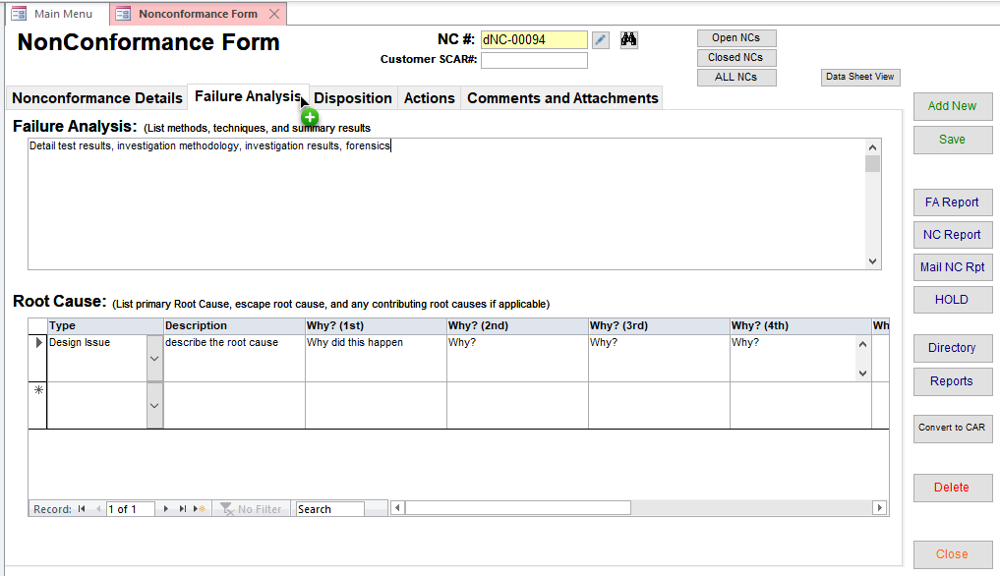 Main Menu
Nonconformance Form
NonConformance Form
NC #:
dNC-00094
Customer SCAR#:
Open NCs
Closed NCs
ALL NCs
Data Sheet View
Nonconformance Details
Failure Analysis
Disposition
Actions
Comments and Attachments
Add New
Save
Failure Analysis: (List methods, techniques, and summary results
Detail test results, investigation methodology, investigation results, forensics
FA Report
NC Report
Mail NC Rpt
HOLD
Root Cause: (List primary Root Cause, escape root cause, and any contributing root causes if applicable)
Type Description Why? (1st) Why? (2nd) Why? (3rd) Why? (4th) Wh
Design Issue describe the root cause Why did this happen Why? Why? Why?
Directory
Reports
Convert to CAR
Delete
Record: 1 of 1 No Filter Search
Close